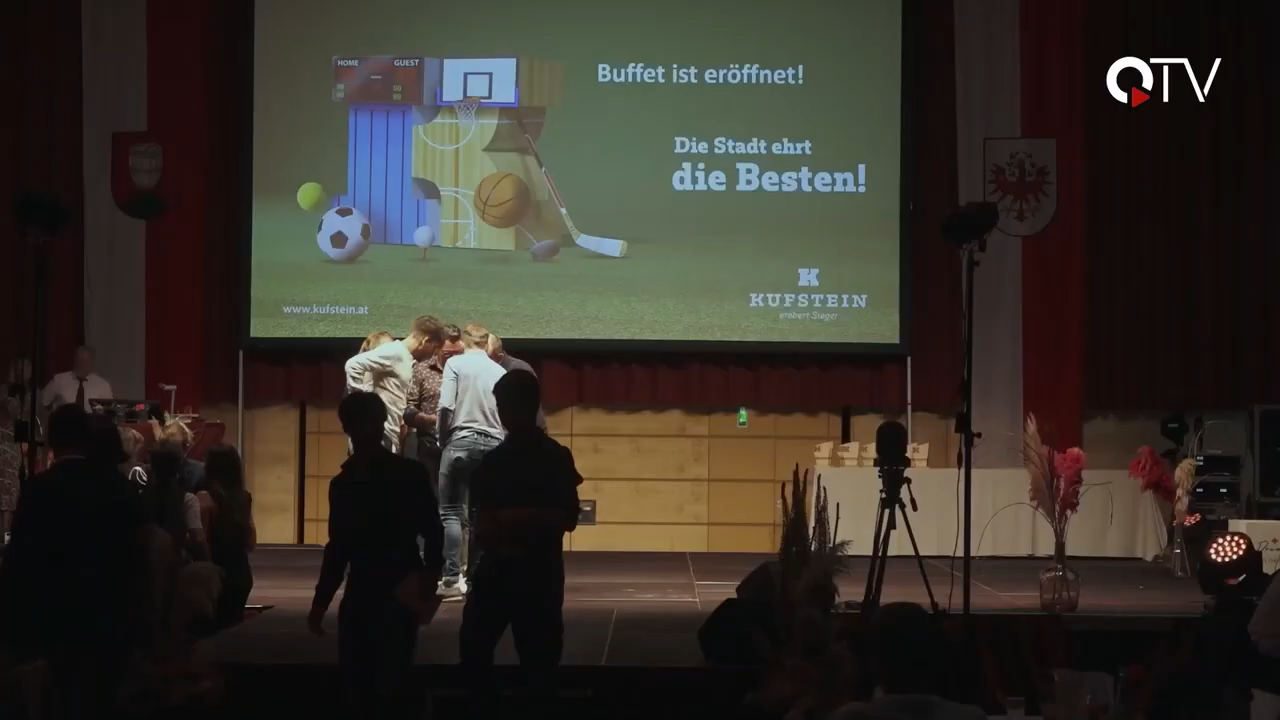 QTV
HOME GUEST
Buffet ist eröffnet!
Die Stadt ehrt
die Besten!
www.kufstein.at
KUFSTEIN
erobert Sieger